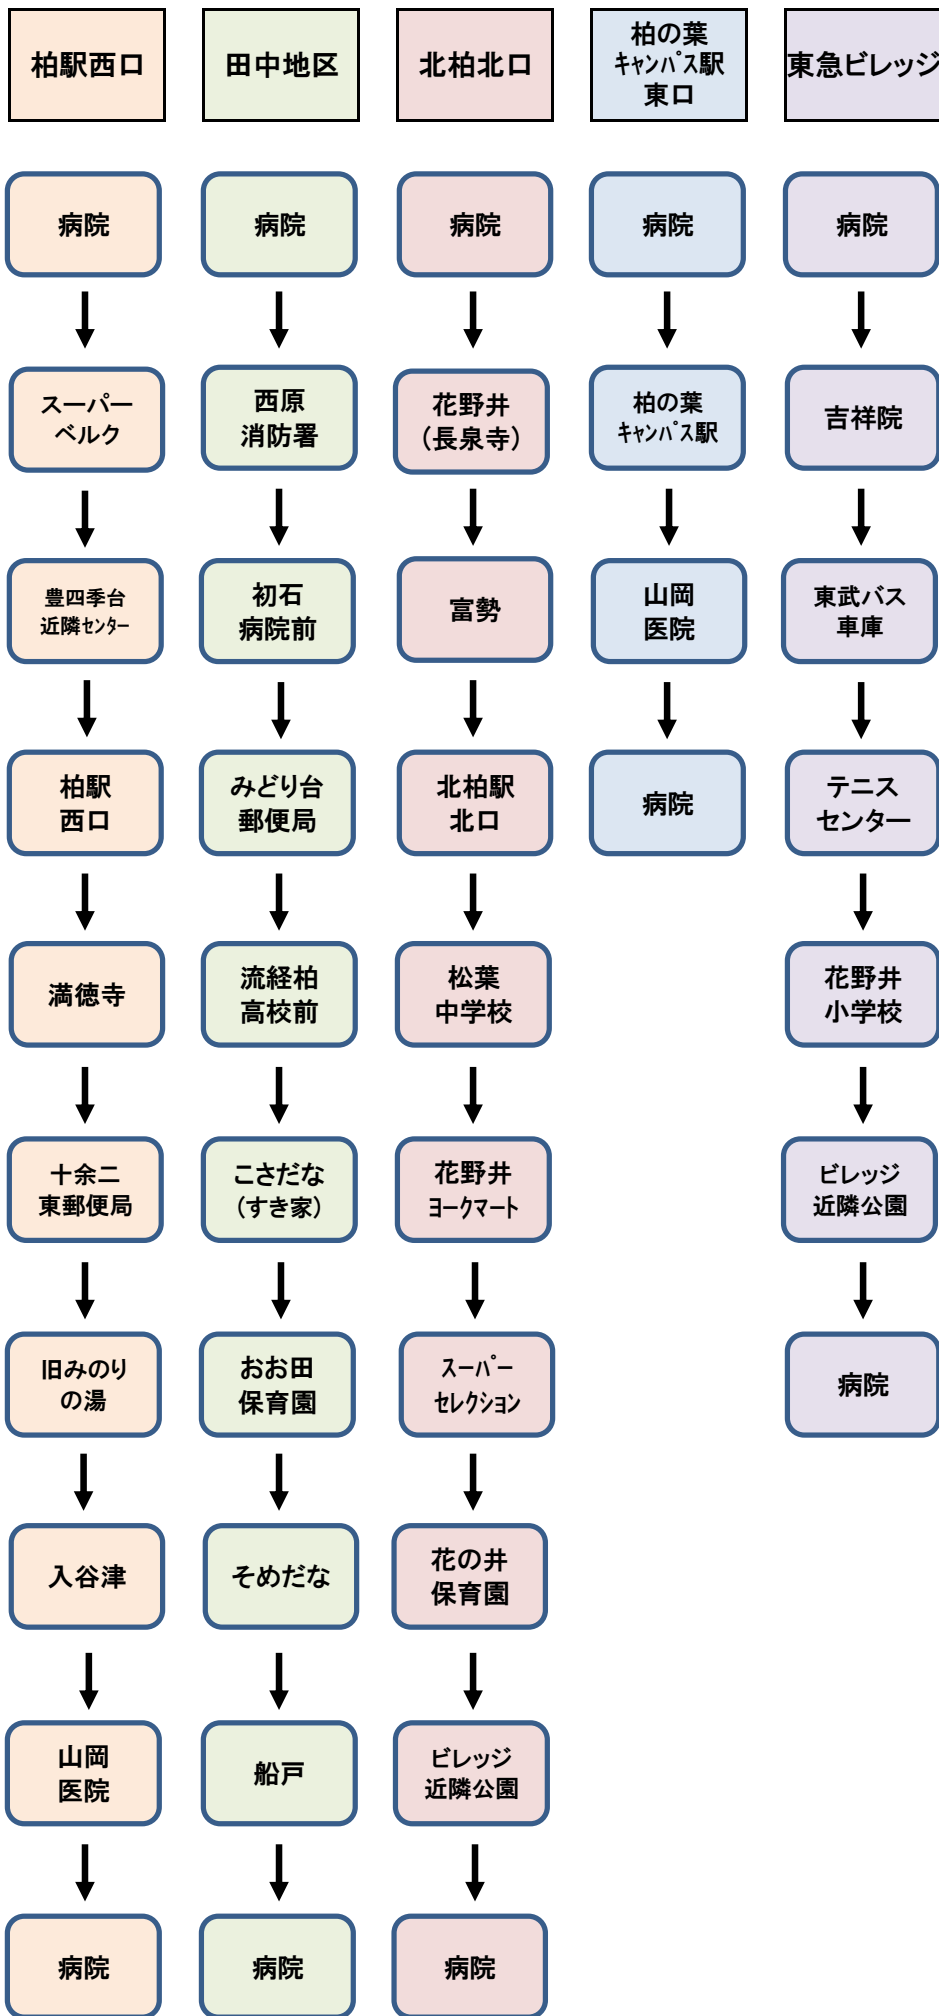 柏駅西口
病院
スーパー
ベルク
豊四季台
近隣センター
柏駅
西口
満徳寺
十余二
東郵便局
旧みのり
の湯
入谷津
山岡
医院
病院
田中地区
病院
西原
消防署
初石
病院前
みどり台
郵便局
流経柏
高校前
こさだな
(すき家)
おお田
保育園
そめだな
船戸
病院
北柏北口
病院
花野井
(長泉寺)
富勢
北柏駅
北口
松葉
中学校
花野井
ヨークマート
スーパー
セレクション
花の井
保育園
ビレッジ
近隣公園
病院
柏の葉
キャンパス駅
東口
病院
柏の葉
キャンパス駅
山岡
医院
病院
東急ビレッジ
病院
吉祥院
東武バス
車庫
テニス
センター
花野井
小学校
ビレッジ
近隣公園
病院